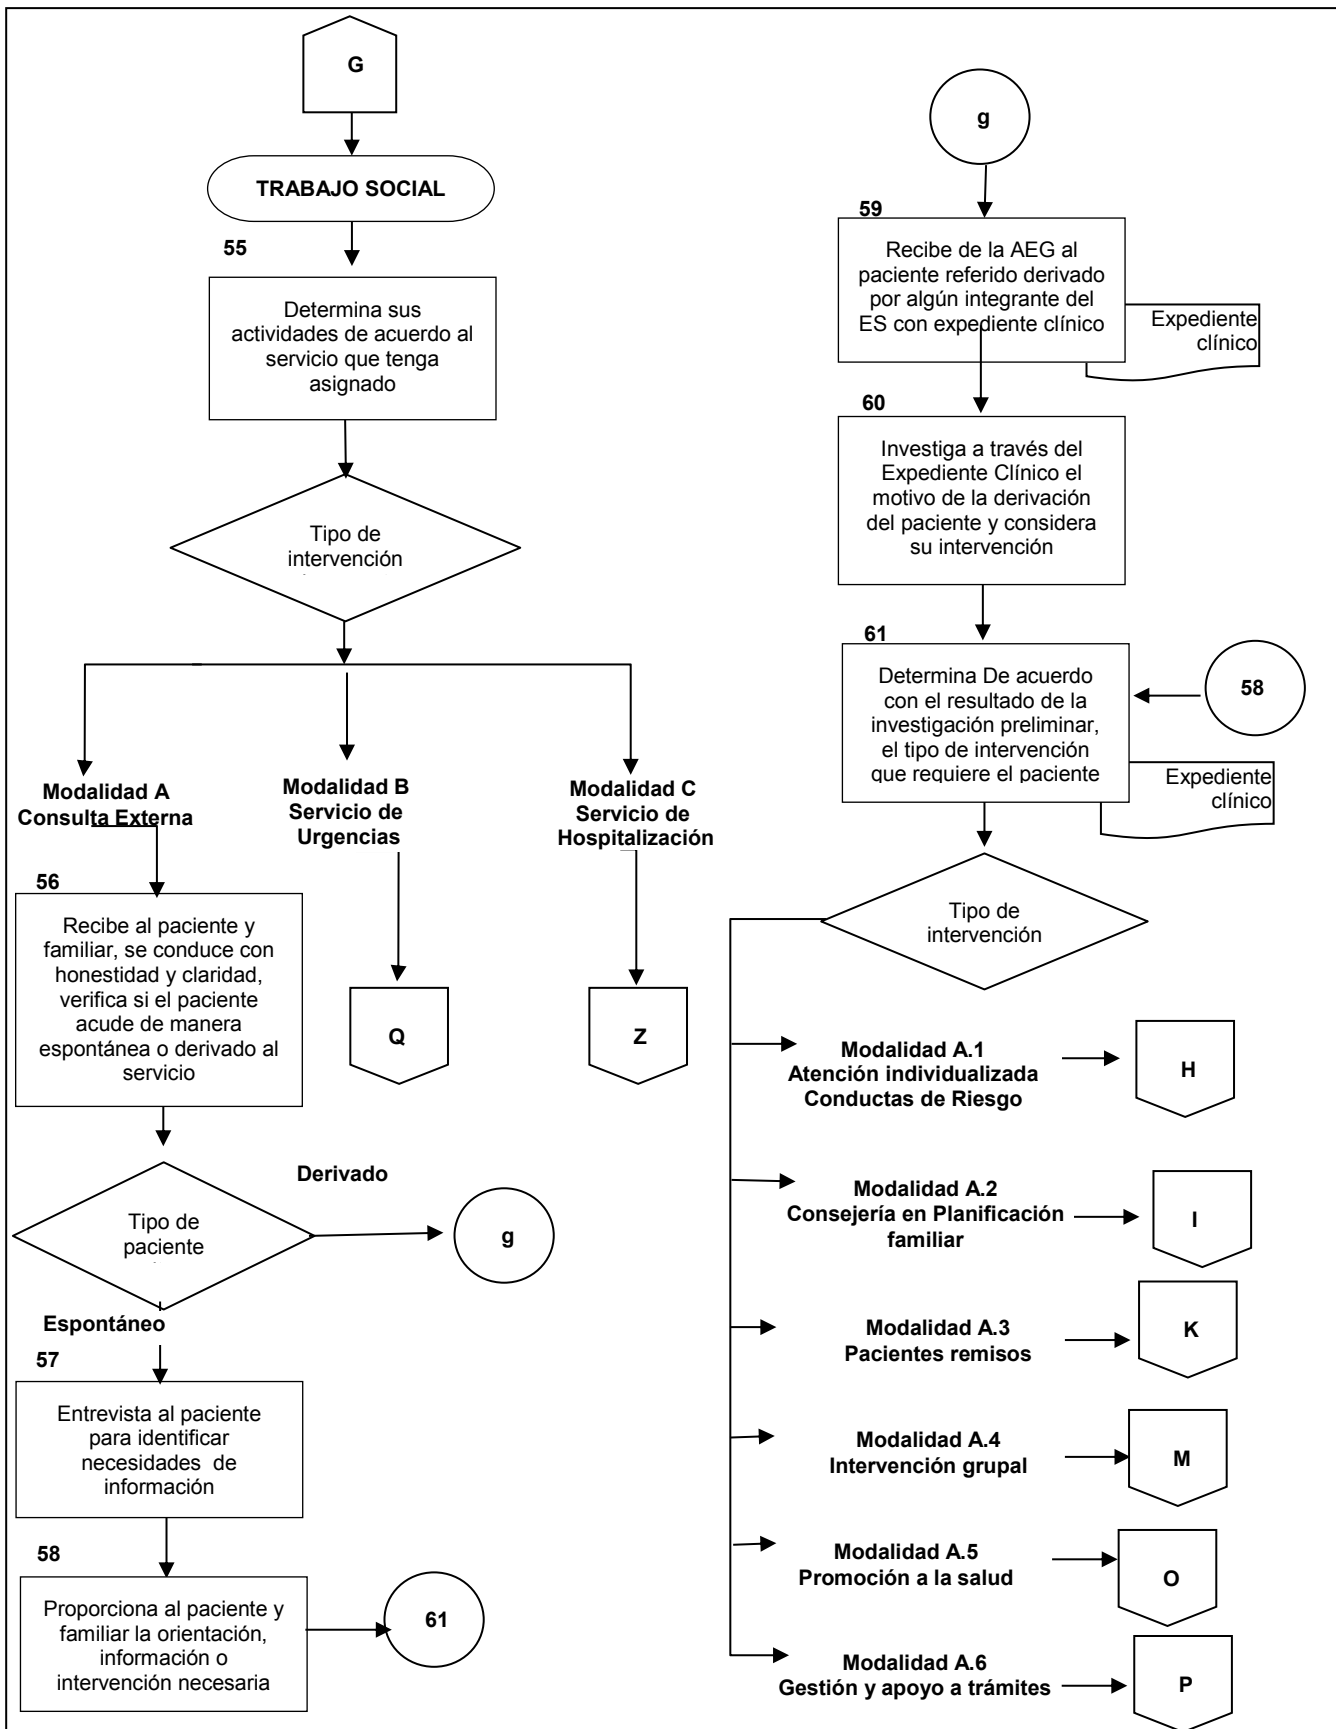 G
TRABAJO SOCIAL
55
Determina sus
actividades de acuerdo al
servicio que tenga
asignado
Tipo de
intervención
Modalidad A
Consulta Externa
Modalidad B
Servicio de
Urgencias
Modalidad C
Servicio de
Hospitalización
Q
Z
56
Recibe al paciente y
familiar, se conduce con
honestidad y claridad,
verifica si el paciente
acude de manera
espontánea o derivado al
servicio
Tipo de
paciente
Derivado
g
Espontáneo
57
Entrevista al paciente
para identificar
necesidades de
información
58
Proporciona al paciente y
familiar la orientación,
información o
intervención necesaria
61
g
59
Recibe de la AEG al
paciente referido derivado
por algún integrante del
ES con expediente clínico
Expediente
clínico
60
Investiga a través del
Expediente Clínico el
motivo de la derivación
del paciente y considera
su intervención
61
Determina De acuerdo
con el resultado de la
investigación preliminar,
el tipo de intervención
que requiere el paciente
58
Expediente
clínico
Tipo de
intervención
Modalidad A.1
Atención individualizada
Conductas de Riesgo
H
Modalidad A.2
Consejería en Planificación
familiar
I
Modalidad A.3
Pacientes remisos
K
Modalidad A.4
Intervención grupal
M
Modalidad A.5
Promoción a la salud
O
Modalidad A.6
Gestión y apoyo a trámites
P